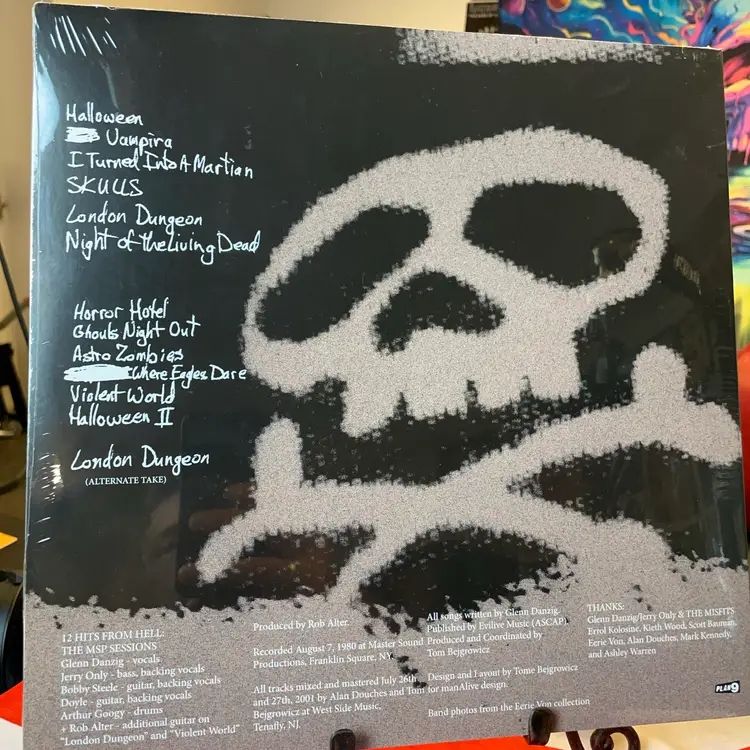 Halloween
Vampira
I Turned Into A Martian
SKULLS
London Dungeon
Night of the Living Dead
Horror Hotel
Ghouls Night Out
Astro Zombies
Where Eagles Dare
Violent World
Halloween II
London Dungeon
(ALTERNATE TAKE)
12 HITS FROM HELL:
THE MSP SESSIONS
Glenn Danzig - vocals
Jerry Only - bass, backing vocals
Bobby Steele - guitar, backing vocals
Doyle - guitar, backing vocals
Arthur Googy - drums
+ Rob Alter - additional guitar on
"London Dungeon" and "Violent World"
Produced by Rob Alter.
Recorded August 7, 1980 at Master Sound
Productions, Franklin Square, NY.
All tracks mixed and mastered July 26th
and 27th, 2001 by Alan Douches and Tom
Bejgrowicz at West Side Music,
Tenafly, NJ.
All songs written by Glenn Danzig.
Published by Evilive Music (ASCAP).
Produced and Coordinated by
Tom Bejgrowicz
Design and Layout by Tome Bejgrowicz
for manAlive design.
Band photos from the Eerie Von collection
THANKS:
Glenn Danzig/Jerry Only & THE MISFITS
Errol Kolosine, Kieth Wood, Scott Bauman,
Eerie Von, Alan Douches, Mark Kennedy,
and Ashley Warren
PLAN 9